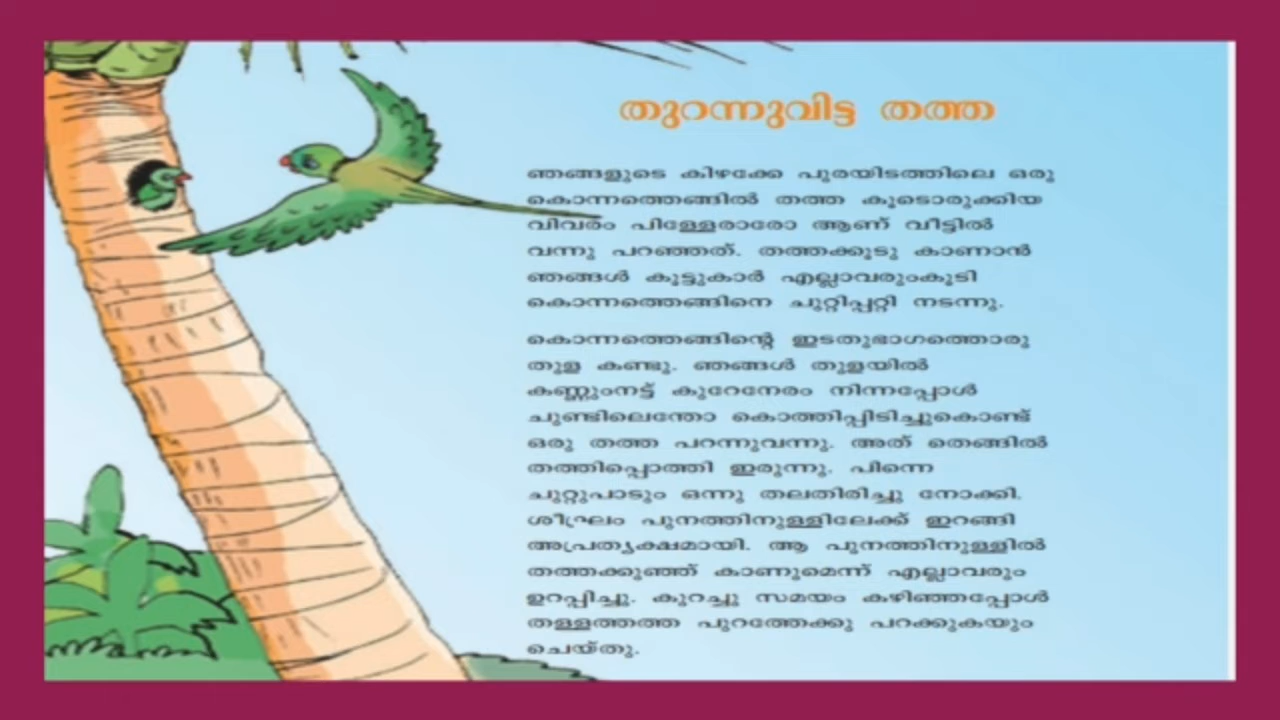 തുറന്നുവിട്ട തത്ത
ഞങ്ങളുടെ കിഴക്കേ പുരയിടത്തിലെ ഒരു
കൊന്നത്തെങ്ങിൽ തത്ത കൂടൊരുക്കിയ
വിവരം പിള്ളേരാരോ ആണ് വീട്ടിൽ
വന്നു പറഞ്ഞത്. തത്തക്കൂടു കാണാൻ
ഞങ്ങൾ കൂട്ടുകാർ എല്ലാവരുംകൂടി
കൊന്നത്തെങ്ങിനെ ചുറ്റിപ്പറ്റി നടന്നു.
കൊന്നത്തെങ്ങിന്റെ ഇടതുഭാഗത്തൊരു
തുള കണ്ടു. ഞങ്ങൾ തുളയിൽ
കണ്ണുംനട്ട് കുറേനേരം നിന്നപ്പോൾ
ചുണ്ടിലെന്തോ കൊത്തിപ്പിടിച്ചുകൊണ്ട്
ഒരു തത്ത പറന്നുവന്നു. അത് തെങ്ങിൽ
തത്തിപ്പൊത്തി ഇരുന്നു. പിന്നെ
ചുറ്റുപാടും ഒന്നു തലതിരിച്ചു നോക്കി.
ശീഘ്രം പുനത്തിനുള്ളിലേക്ക് ഇറങ്ങി
അപ്രത്യക്ഷമായി. ആ പുനത്തിനുള്ളിൽ
തത്തക്കുഞ്ഞ് കാണുമെന്ന് എല്ലാവരും
ഉറപ്പിച്ചു. കുറച്ചു സമയം കഴിഞ്ഞപ്പോൾ
തള്ളത്തത്ത പുറത്തേക്കു പറക്കുകയും
ചെയ്തു.